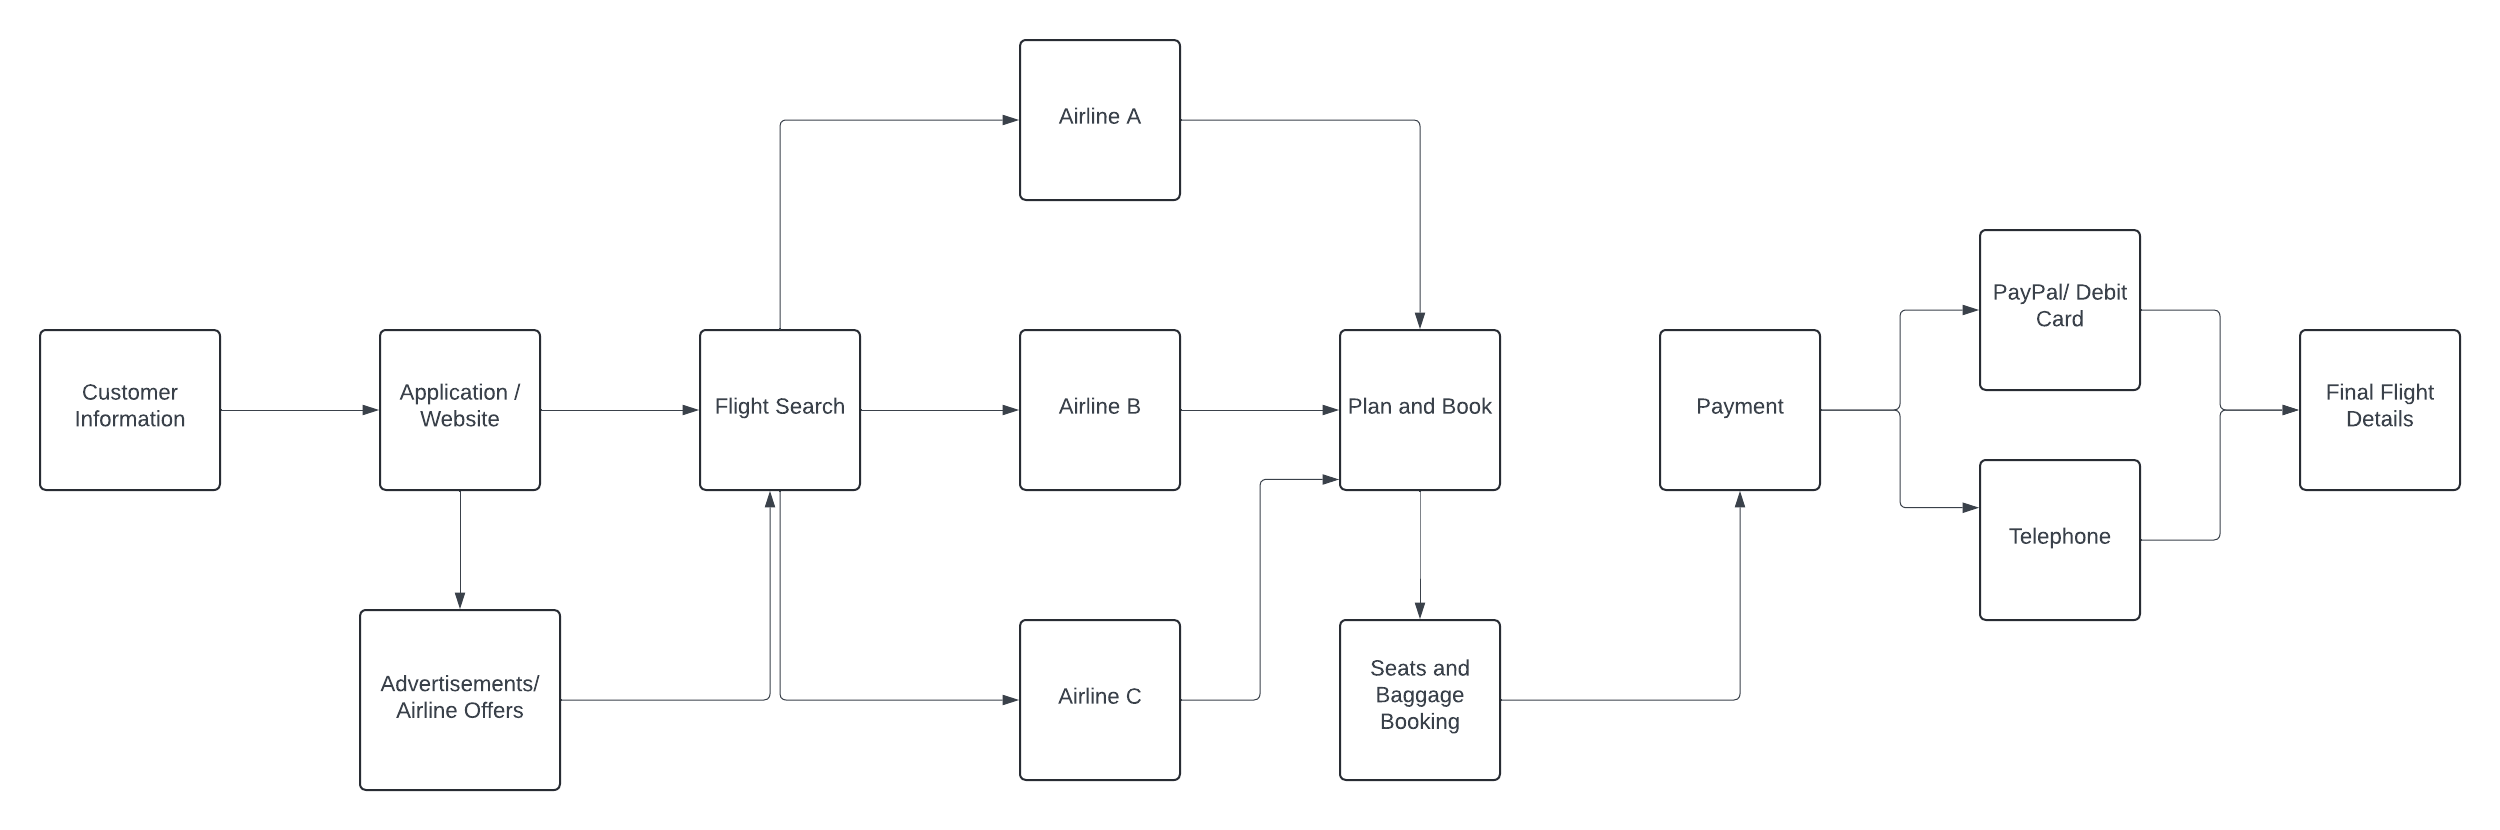 Customer
Information
Application /
Website
Advertisements/
Airline Offers
Flight Search
Airline A
Airline B
Airline C
Plan and Book
Seats and
Baggage
Booking
Payment
PayPal/ Debit
Card
Telephone
Final Flight
Details